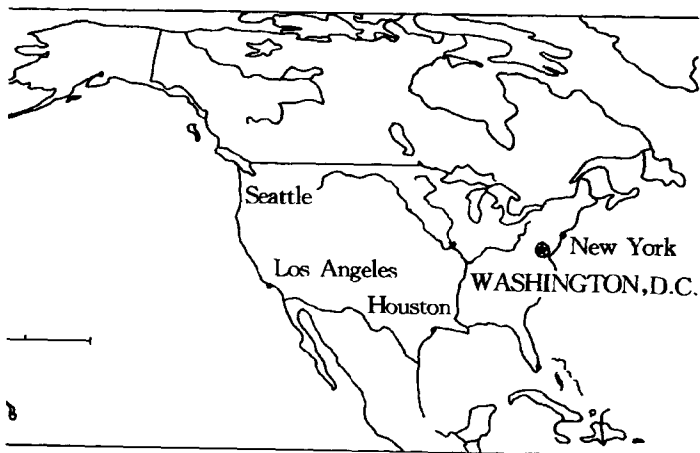 Seattle
New York
Los Angeles
WASHINGTON,D.C.
Houston